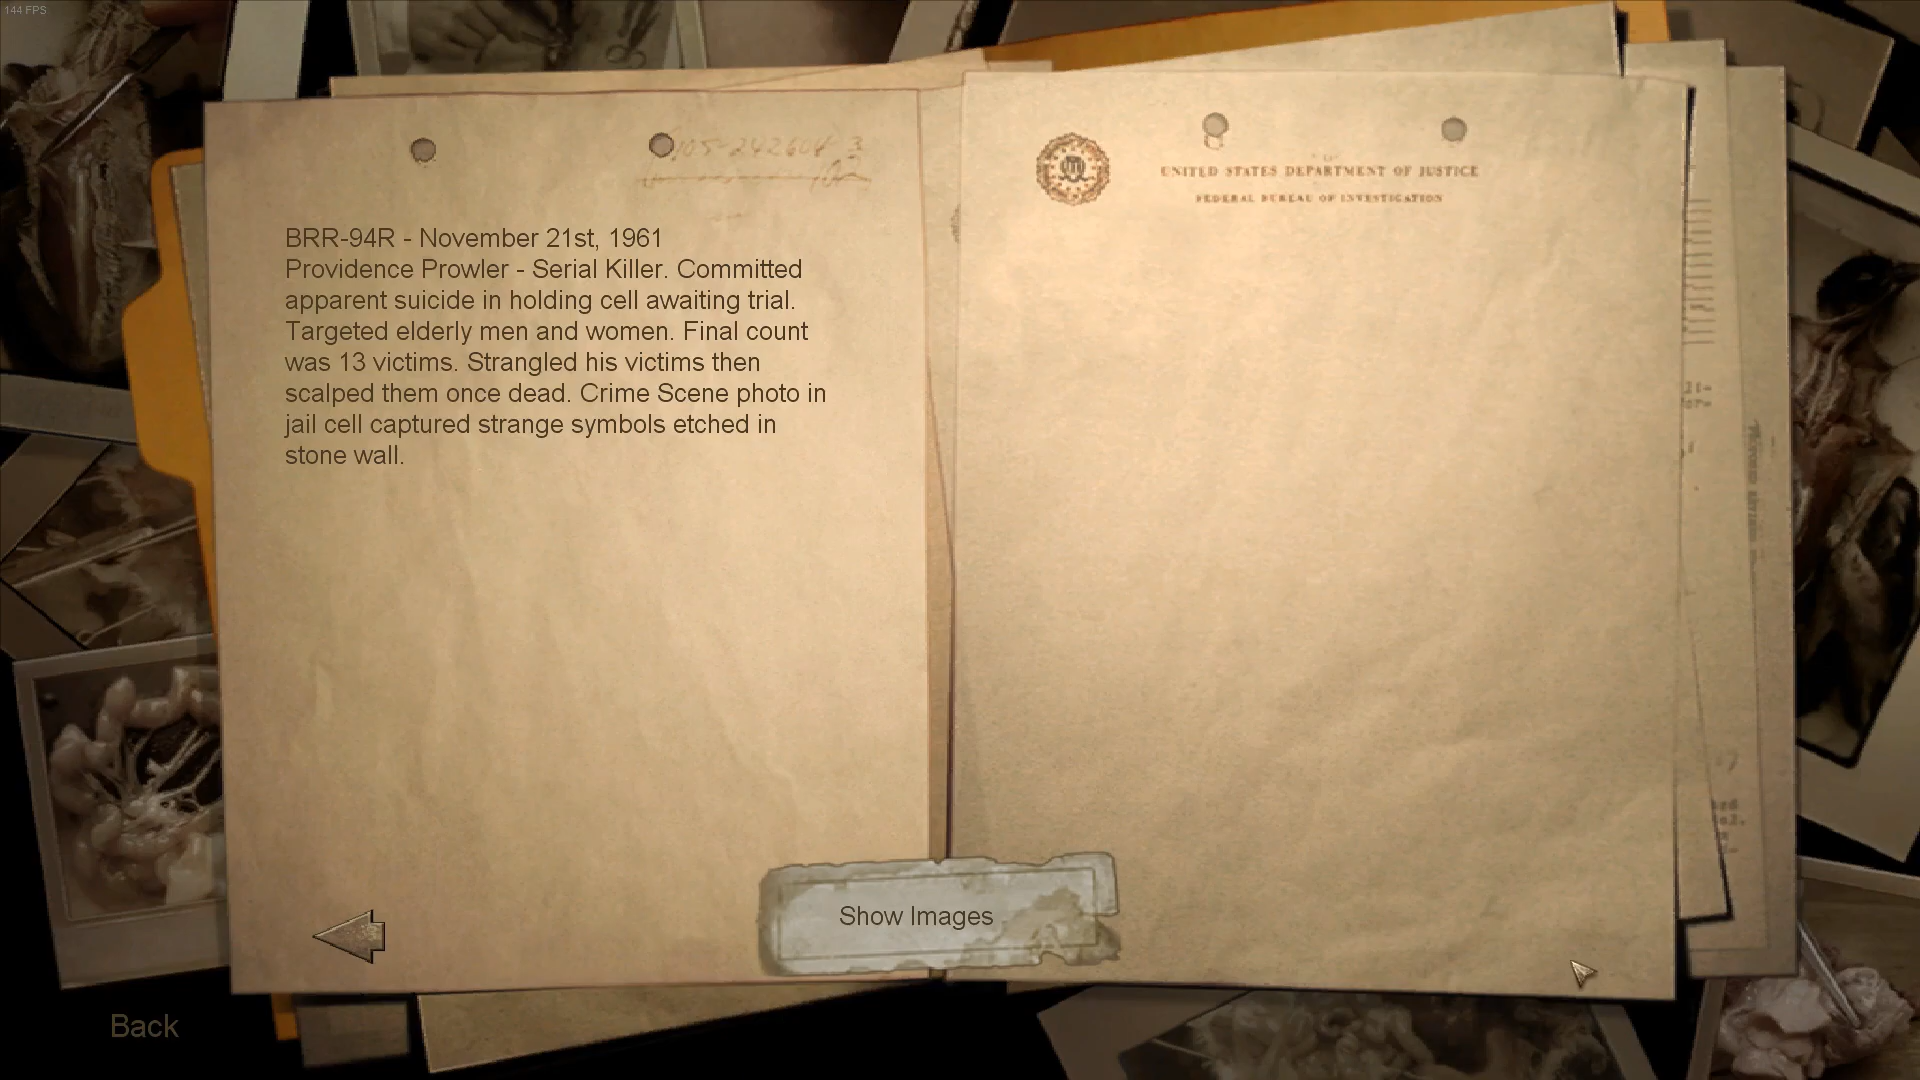 144 FPS
105-242604 3
UNITED STATES DEPARTMENT OF JUSTICE
FEDERAL BUREAU OF INVESTIGATION
BRR-94R - November 21st, 1961
Providence Prowler - Serial Killer. Committed
apparent suicide in holding cell awaiting trial.
Targeted elderly men and women. Final count
was 13 victims. Strangled his victims then
scalped them once dead. Crime Scene photo in
jail cell captured strange symbols etched in
stone wall.
Show Images
Back